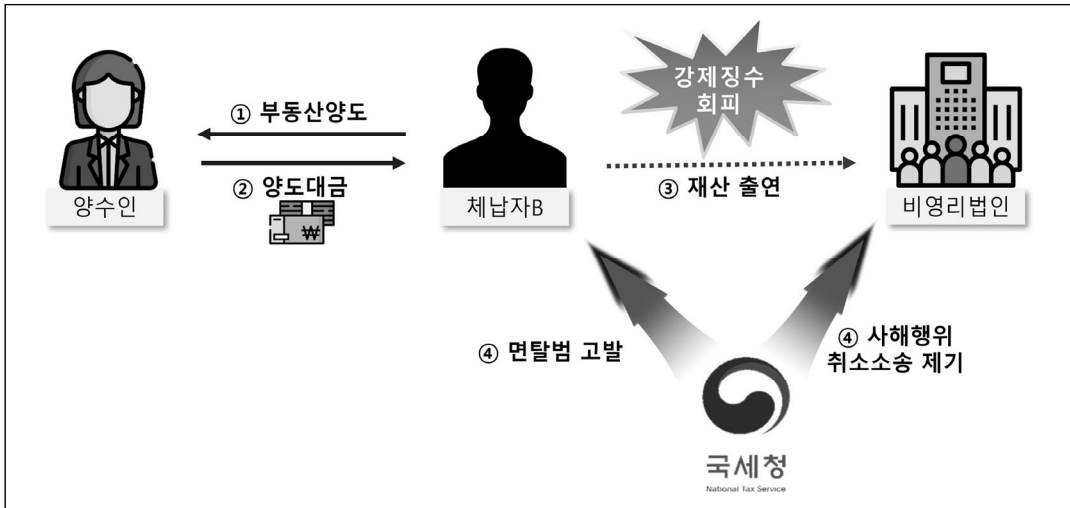 강제징수
회피
① 부동산양도
② 양도대금
₩
③ 재산 출연
양수인
체납자B
비영리법인
④ 면탈범 고발
④ 사해행위
취소소송 제기
국세청
National Tax Service